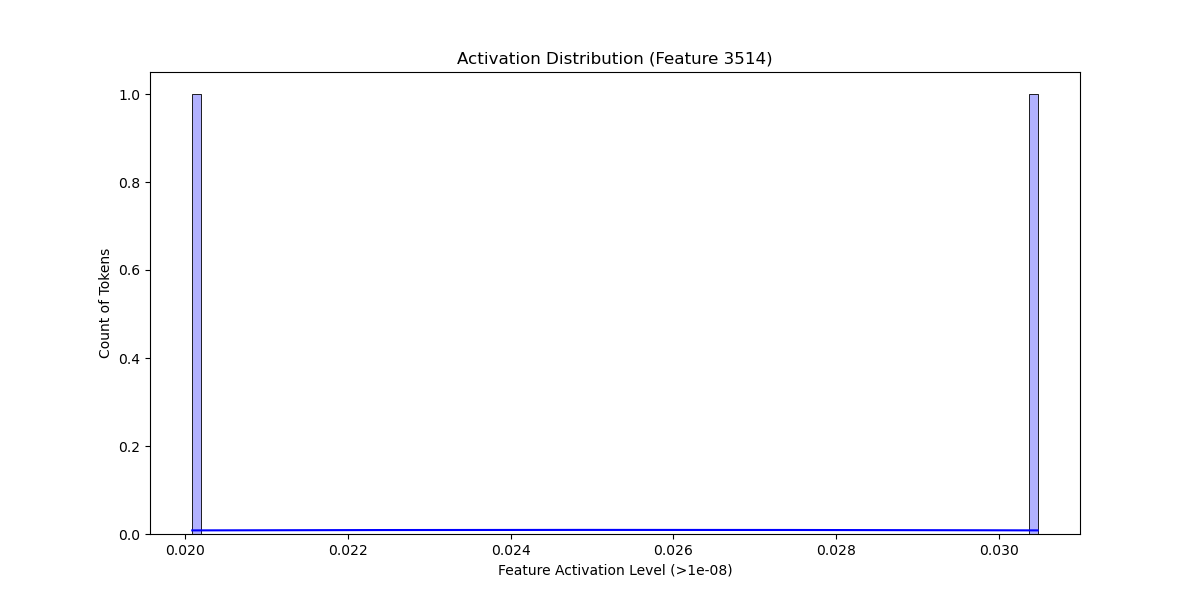 Activation Distribution (Feature 3514)
1.0
0.8
0.6
0.4
0.2
0.0
Count of Tokens
0.020 0.022 0.024 0.026 0.028 0.030
Feature Activation Level (>1e-08)